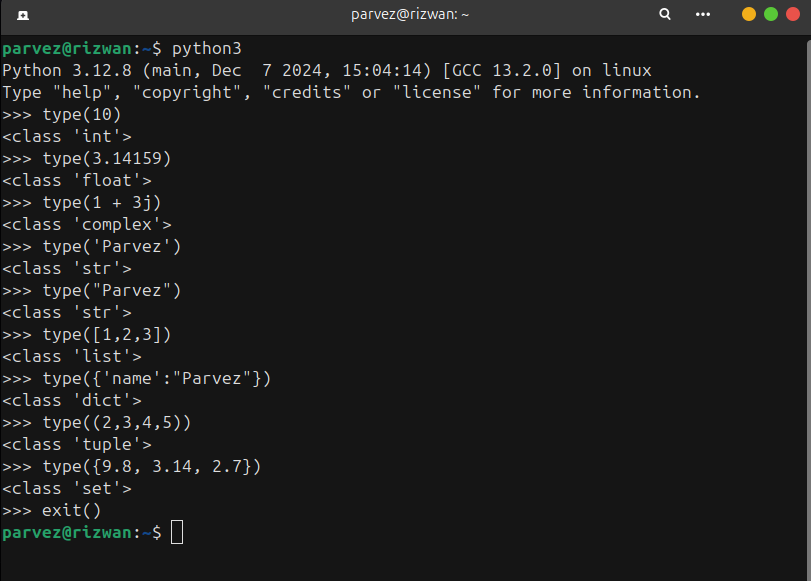 parvez@rizwan: ~
parvez@rizwan:~$ python3
Python 3.12.8 (main, Dec  7 2024, 15:04:14) [GCC 13.2.0] on linux
Type "help", "copyright", "credits" or "license" for more information.
>>> type(10)
<class 'int'>
>>> type(3.14159)
<class 'float'>
>>> type(1 + 3j)
<class 'complex'>
>>> type('Parvez')
<class 'str'>
>>> type("Parvez")
<class 'str'>
>>> type([1,2,3])
<class 'list'>
>>> type({'name':"Parvez"})
<class 'dict'>
>>> type((2,3,4,5))
<class 'tuple'>
>>> type({9.8, 3.14, 2.7})
<class 'set'>
>>> exit()
parvez@rizwan:~$